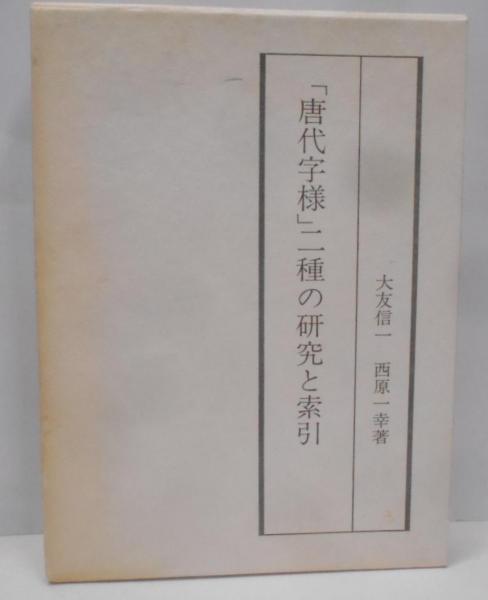 「唐代字様」二種の研究と索引
大友信一 西原一幸著